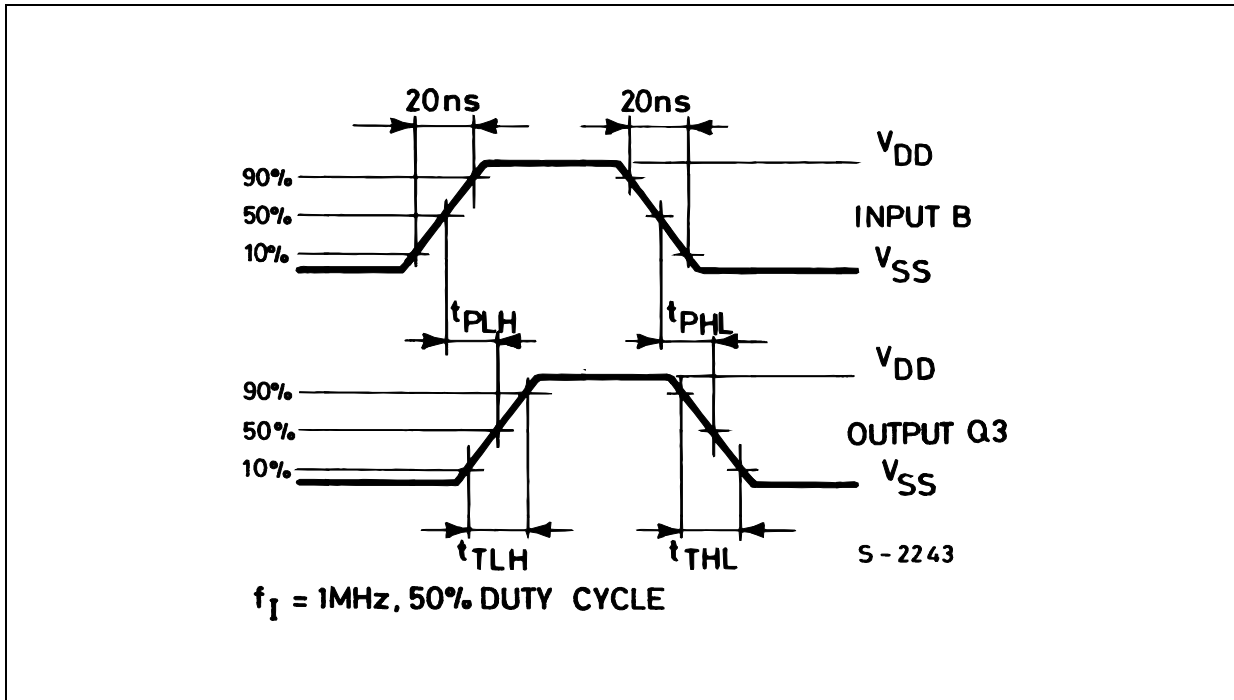 20ns 20ns
VDD
90%
50% INPUT B
10% VSS
tPLH tPHL
VDD
90%
50% OUTPUT Q3
10% VSS
tTLH tTHL S-2243
fI = 1MHz, 50% DUTY CYCLE